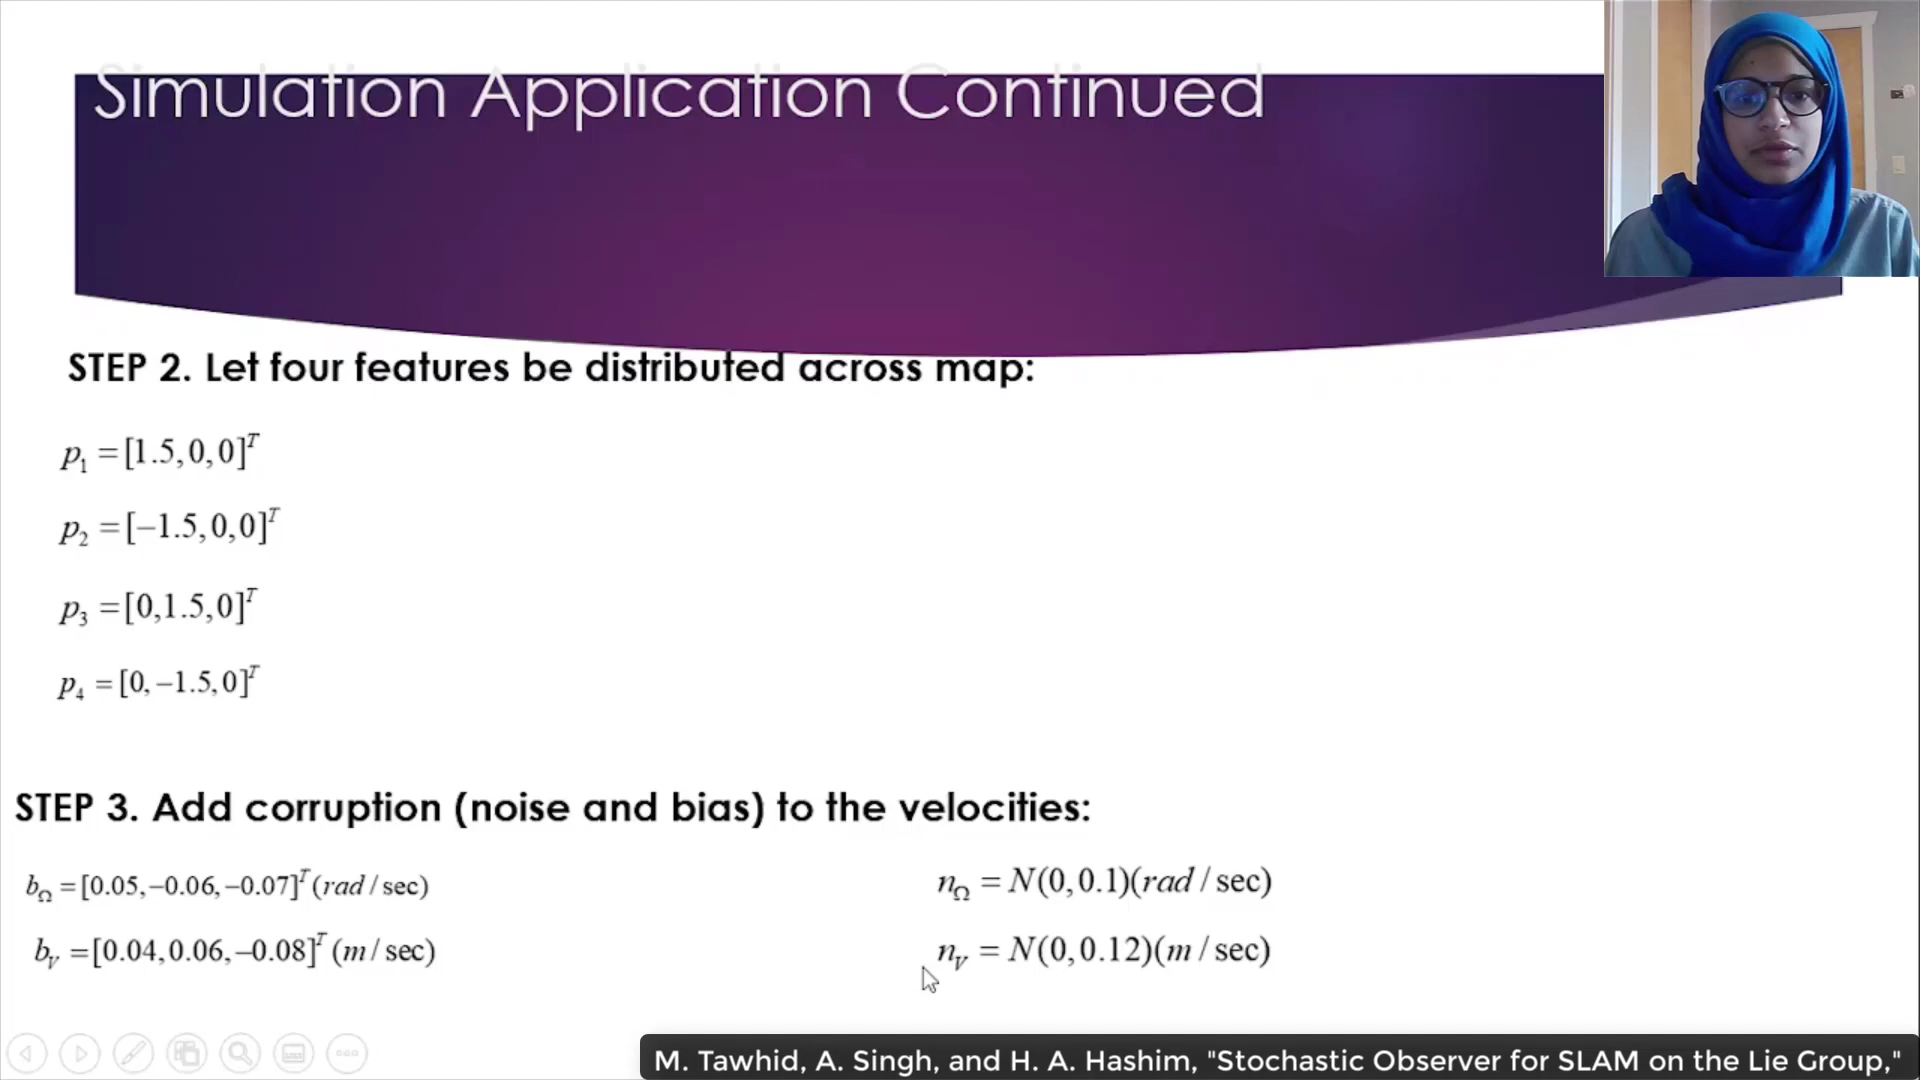 Simulation Application Continued
STEP 2. Let four features be distributed across map:
p₁ = [1.5, 0, 0]ᵀ
p₂ = [−1.5, 0, 0]ᵀ
p₃ = [0, 1.5, 0]ᵀ
p₄ = [0, −1.5, 0]ᵀ
STEP 3. Add corruption (noise and bias) to the velocities:
b_Ω = [0.05, −0.06, −0.07]ᵀ (rad / sec)
n_Ω = N(0, 0.1)(rad / sec)
b_V = [0.04, 0.06, −0.08]ᵀ (m / sec)
n_V = N(0, 0.12)(m / sec)
M. Tawhid, A. Singh, and H. A. Hashim, "Stochastic Observer for SLAM on the Lie Group,"